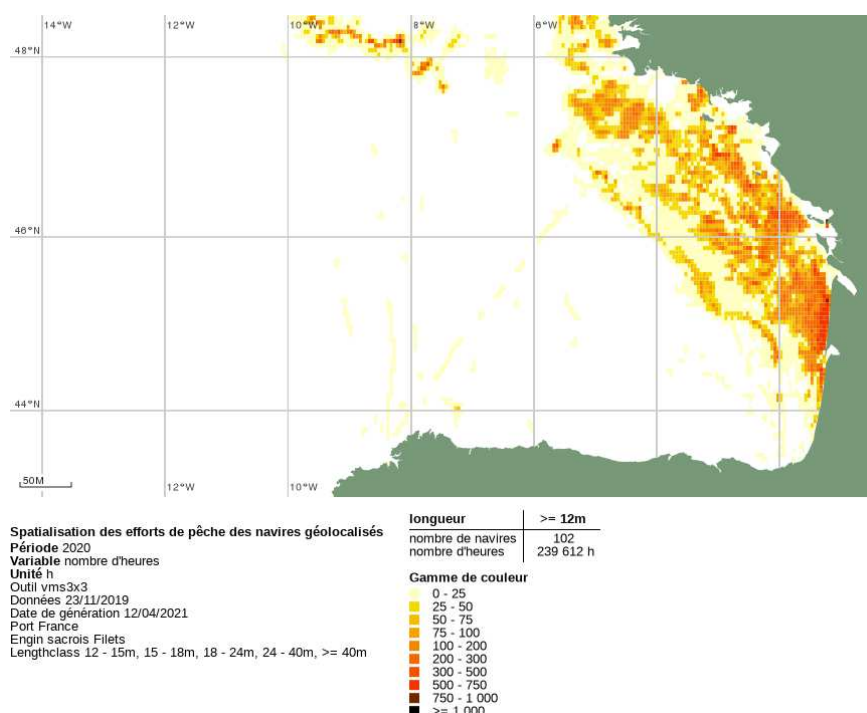 14°W 12°W 10°W 8°W 6°W
48°N
46°N
44°N
50M
12°W 10°W
Spatialisation des efforts de pêche des navires géolocalisés
Période 2020
Variable nombre d'heures
Unité h
Outil vms3x3
Données 23/11/2019
Date de génération 12/04/2021
Port France
Engin sacrois Filets
Lengthclass 12 - 15m, 15 - 18m, 18 - 24m, 24 - 40m, >= 40m
longueur >= 12m
nombre de navires 102
nombre d'heures 239 612 h
Gamme de couleur
0 - 25
25 - 50
50 - 75
75 - 100
100 - 200
200 - 300
300 - 500
500 - 750
750 - 1 000
>= 1 000